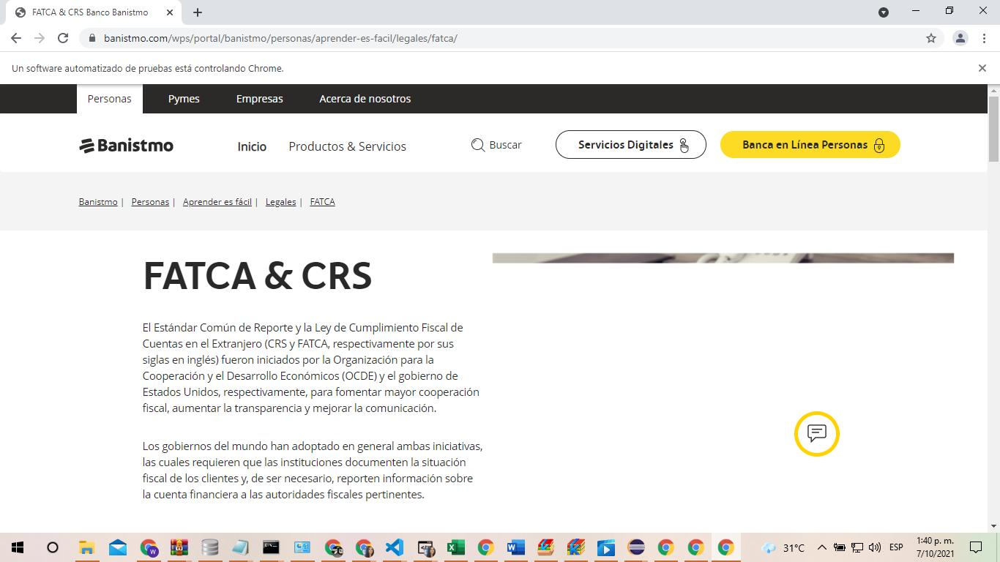 FATCA & CRS Banco Banistmo
banistmo.com/wps/portal/banistmo/personas/aprender-es-facil/legales/fatca/
Un software automatizado de pruebas está controlando Chrome.
Personas Pymes Empresas Acerca de nosotros
Banistmo Inicio Productos & Servicios Buscar Servicios Digitales Banca en Línea Personas
Banistmo | Personas | Aprender es fácil | Legales | FATCA
FATCA & CRS
El Estándar Común de Reporte y la Ley de Cumplimiento Fiscal de
Cuentas en el Extranjero (CRS y FATCA, respectivamente por sus
siglas en inglés) fueron iniciados por la Organización para la
Cooperación y el Desarrollo Económicos (OCDE) y el gobierno de
Estados Unidos, respectivamente, para fomentar mayor cooperación
fiscal, aumentar la transparencia y mejorar la comunicación.
Los gobiernos del mundo han adoptado en general ambas iniciativas,
las cuales requieren que las instituciones documenten la situación
fiscal de los clientes y, de ser necesario, reporten información sobre
la cuenta financiera a las autoridades fiscales pertinentes.
31°C ESP 1:40 p. m.
7/10/2021